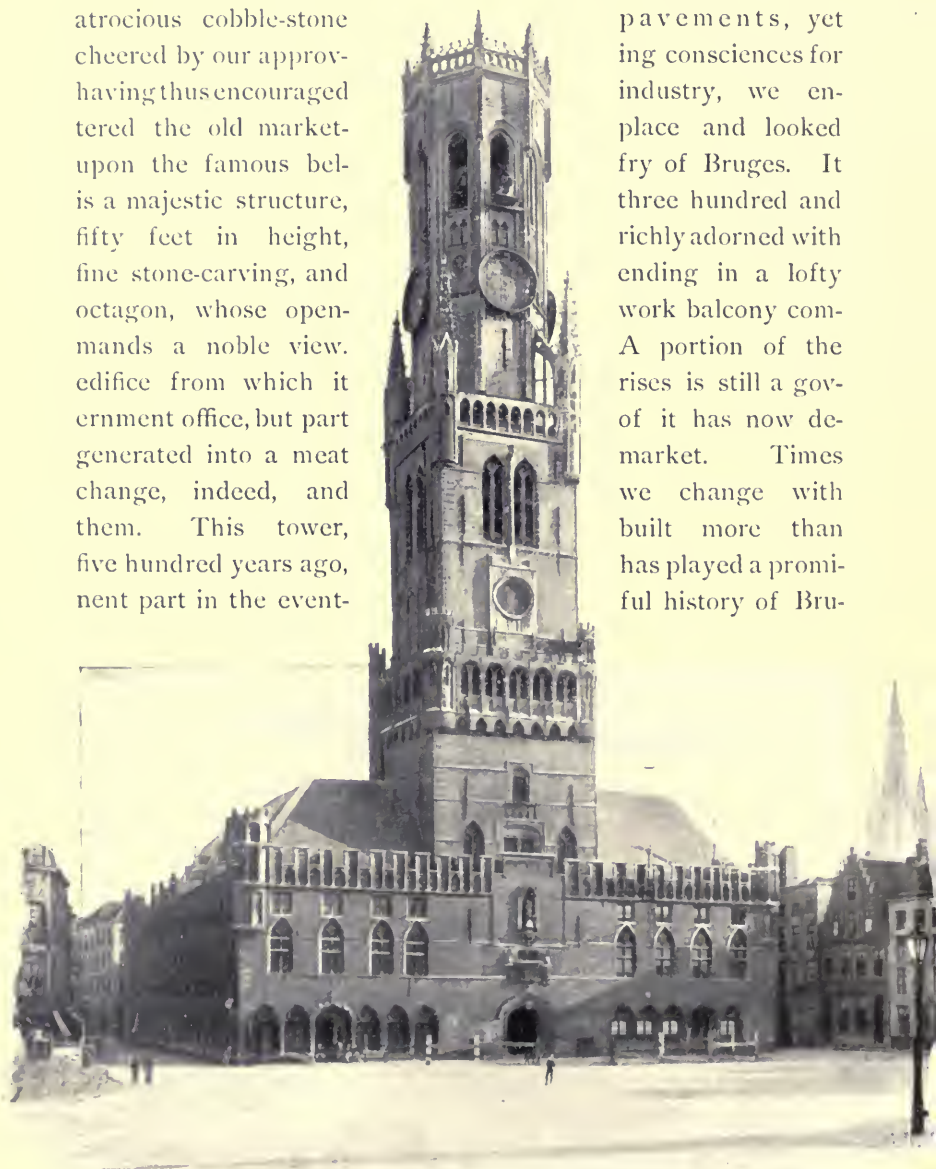 atrocious cobble-stone pavements, yet
cheered by our approv- ing consciences for
having thus encouraged industry, we en-
tered the old market- place and looked
upon the famous bel- fry of Bruges. It
is a majestic structure, three hundred and
fifty feet in height, richly adorned with
fine stone-carving, and ending in a lofty
octagon, whose open- work balcony com-
mands a noble view. A portion of the
edifice from which it rises is still a gov-
ernment office, but part of it has now de-
generated into a meat market. Times
change, indeed, and we change with
them. This tower, built more than
five hundred years ago, has played a promi-
nent part in the event- ful history of Bru-